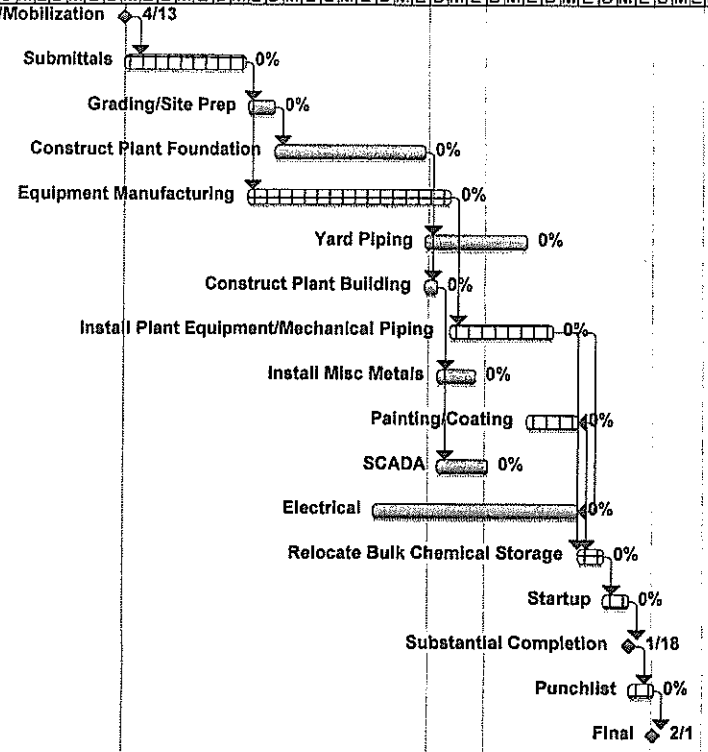 /Mobilization 4/13
Submittals 0%
Grading/Site Prep 0%
Construct Plant Foundation 0%
Equipment Manufacturing 0%
Yard Piping 0%
Construct Plant Building 0%
Install Plant Equipment/Mechanical Piping 0%
Install Misc Metals 0%
Painting/Coating 0%
SCADA 0%
Electrical 0%
Relocate Bulk Chemical Storage 0%
Startup 0%
Substantial Completion 1/18
Punchlist 0%
Final 2/1